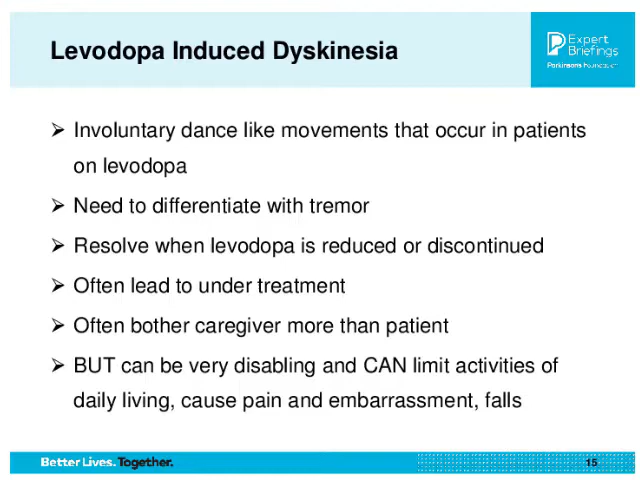 Levodopa Induced Dyskinesia
Expert
Briefings
Parkinson's Foundation
➢ Involuntary dance like movements that occur in patients
on levodopa
➢ Need to differentiate with tremor
➢ Resolve when levodopa is reduced or discontinued
➢ Often lead to under treatment
➢ Often bother caregiver more than patient
➢ BUT can be very disabling and CAN limit activities of
daily living, cause pain and embarrassment, falls
Better Lives. Together.
15